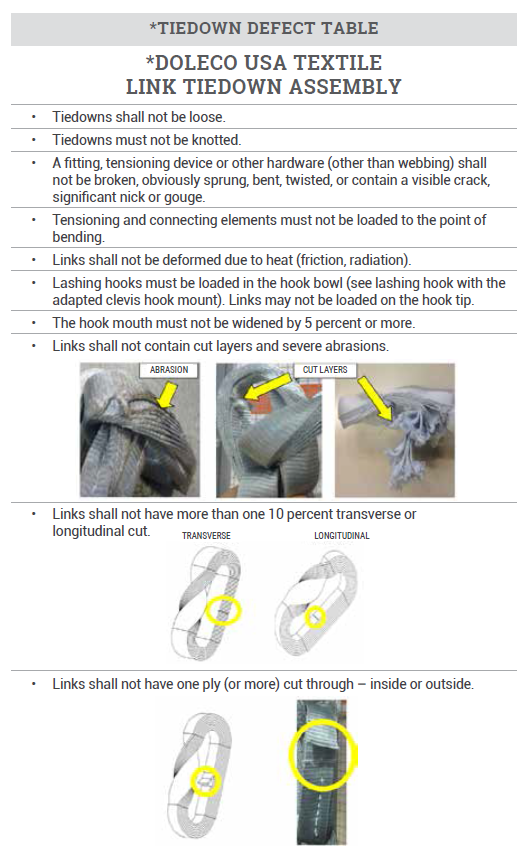 *TIEDOWN DEFECT TABLE
*DOLECO USA TEXTILE
LINK TIEDOWN ASSEMBLY
• Tiedowns shall not be loose.
• Tiedowns must not be knotted.
• A fitting, tensioning device or other hardware (other than webbing) shall
not be broken, obviously sprung, bent, twisted, or contain a visible crack,
significant nick or gouge.
• Tensioning and connecting elements must not be loaded to the point of
bending.
• Links shall not be deformed due to heat (friction, radiation).
• Lashing hooks must be loaded in the hook bowl (see lashing hook with the
adapted clevis hook mount). Links may not be loaded on the hook tip.
• The hook mouth must not be widened by 5 percent or more.
• Links shall not contain cut layers and severe abrasions.
ABRASION
CUT LAYERS
• Links shall not have more than one 10 percent transverse or
longitudinal cut.
TRANSVERSE
LONGITUDINAL
• Links shall not have one ply (or more) cut through – inside or outside.